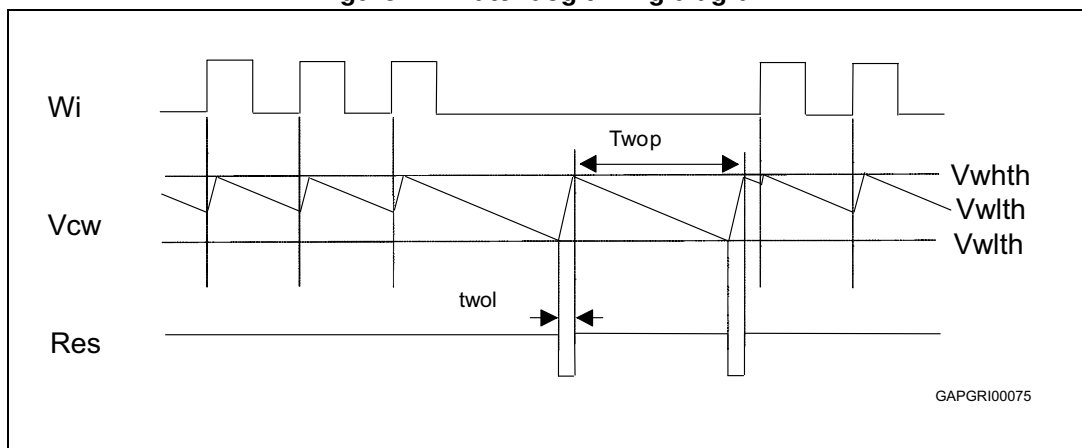 Wi
Twop
Vwhth
Vwlth
Vcw
Vwlth
twol
Res
GAPGRI00075